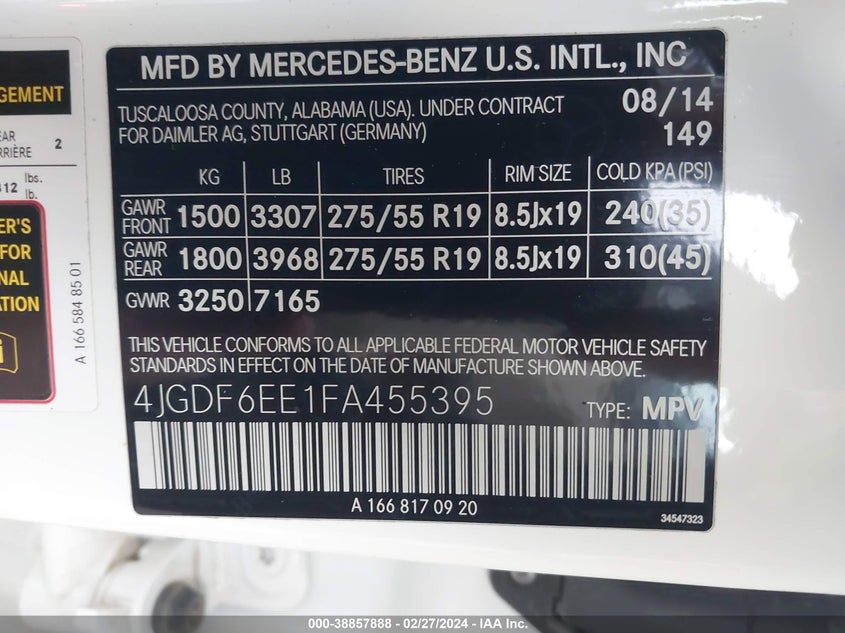 GEMENT
EAR
RIÈRE 2
lbs.
312 lb.
ER'S
FOR
NAL
ATION
A 166 584 85 01
MFD BY MERCEDES-BENZ U.S. INTL., INC
TUSCALOOSA COUNTY, ALABAMA (USA). UNDER CONTRACT 08/14
FOR DAIMLER AG, STUTTGART (GERMANY) 149
KG LB TIRES RIM SIZE COLD KPA (PSI)
GAWR FRONT 1500 3307 275/55 R19 8.5Jx19 240(35)
GAWR REAR 1800 3968 275/55 R19 8.5Jx19 310(45)
GVWR 3250 7165
THIS VEHICLE CONFORMS TO ALL APPLICABLE FEDERAL MOTOR VEHICLE SAFETY
STANDARDS IN EFFECT ON THE DATE OF MANUFACTURE SHOWN ABOVE.
4JGDF6EE1FA455395 TYPE: MPV
A 166 817 09 20
34547323
000-38857888 - 02/27/2024 - IAA Inc.